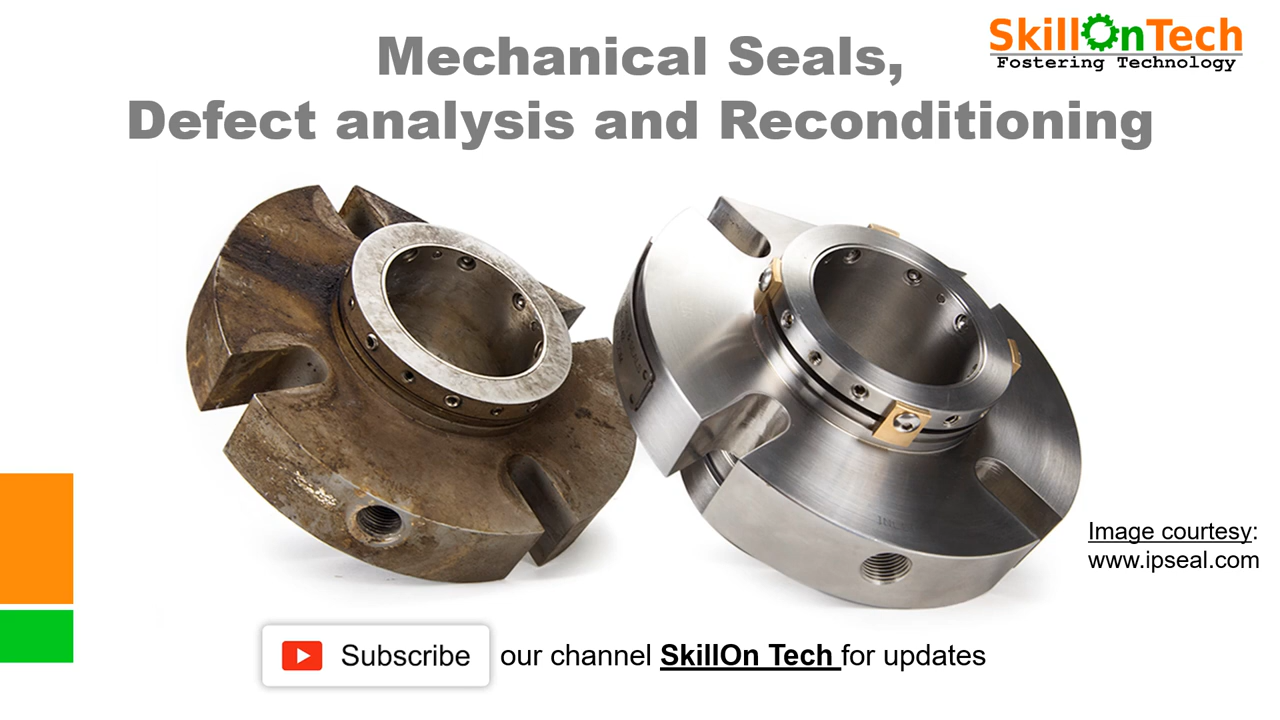 Mechanical Seals,
Defect analysis and Reconditioning
SkillOnTech
Fostering Technology
Image courtesy:
www.ipseal.com
Subscribe our channel SkillOn Tech for updates